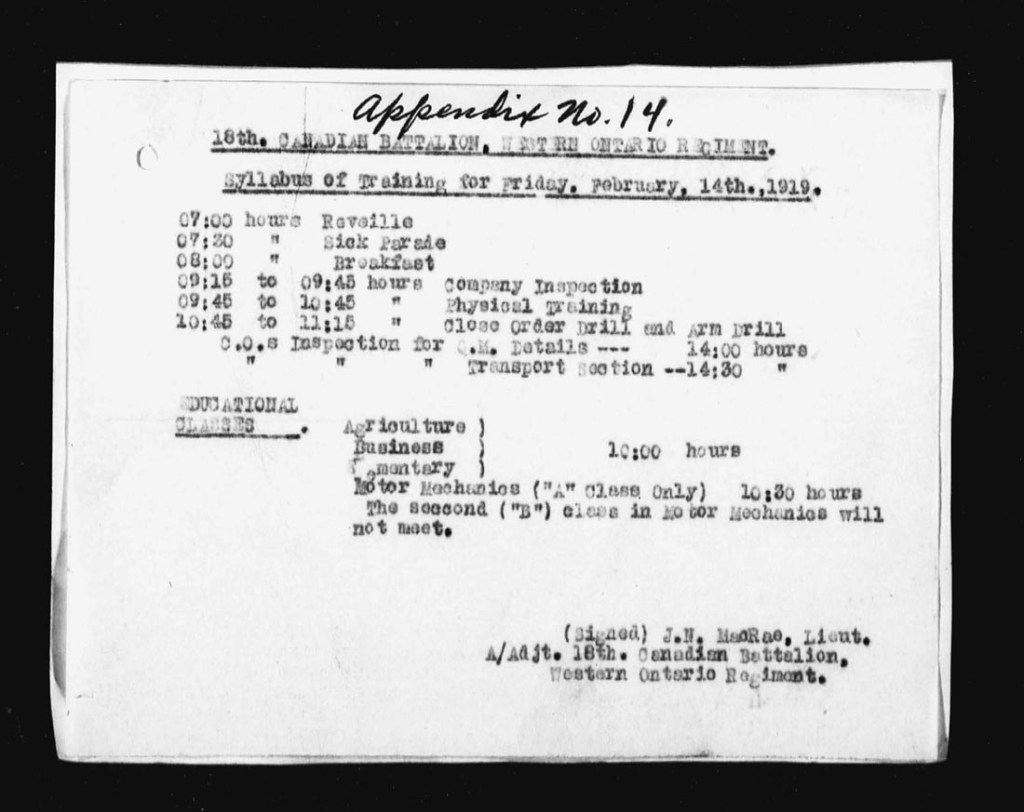 Appendix No. 14.
18th. CANADIAN BATTALION, WESTERN ONTARIO REGIMENT.
Syllabus of Training for Friday. February, 14th.,1919.
07:00 hours Reveille
07:30 " Sick Parade
08:00 " Breakfast
09:15 to 09:45 hours Company Inspection
09:45 to 10:45 " Physical Training
10:45 to 11:15 " Close Order Drill and Arm Drill
C.O.s Inspection for Q.M. Details --- 14:00 hours
" " " Transport Section --14:30 "
EDUCATIONAL
CLASSES .
Agriculture )
Business ) 10:00 hours
)
Motor Mechanics ("A" Class Only) 10:30 hours
The seccond ("B") class in Motor Mechanics will
not meet.
(Signed) J.N. MacRae, Lieut.
A/Adjt. 18th. Canadian Battalion,
Western Ontario Regiment.